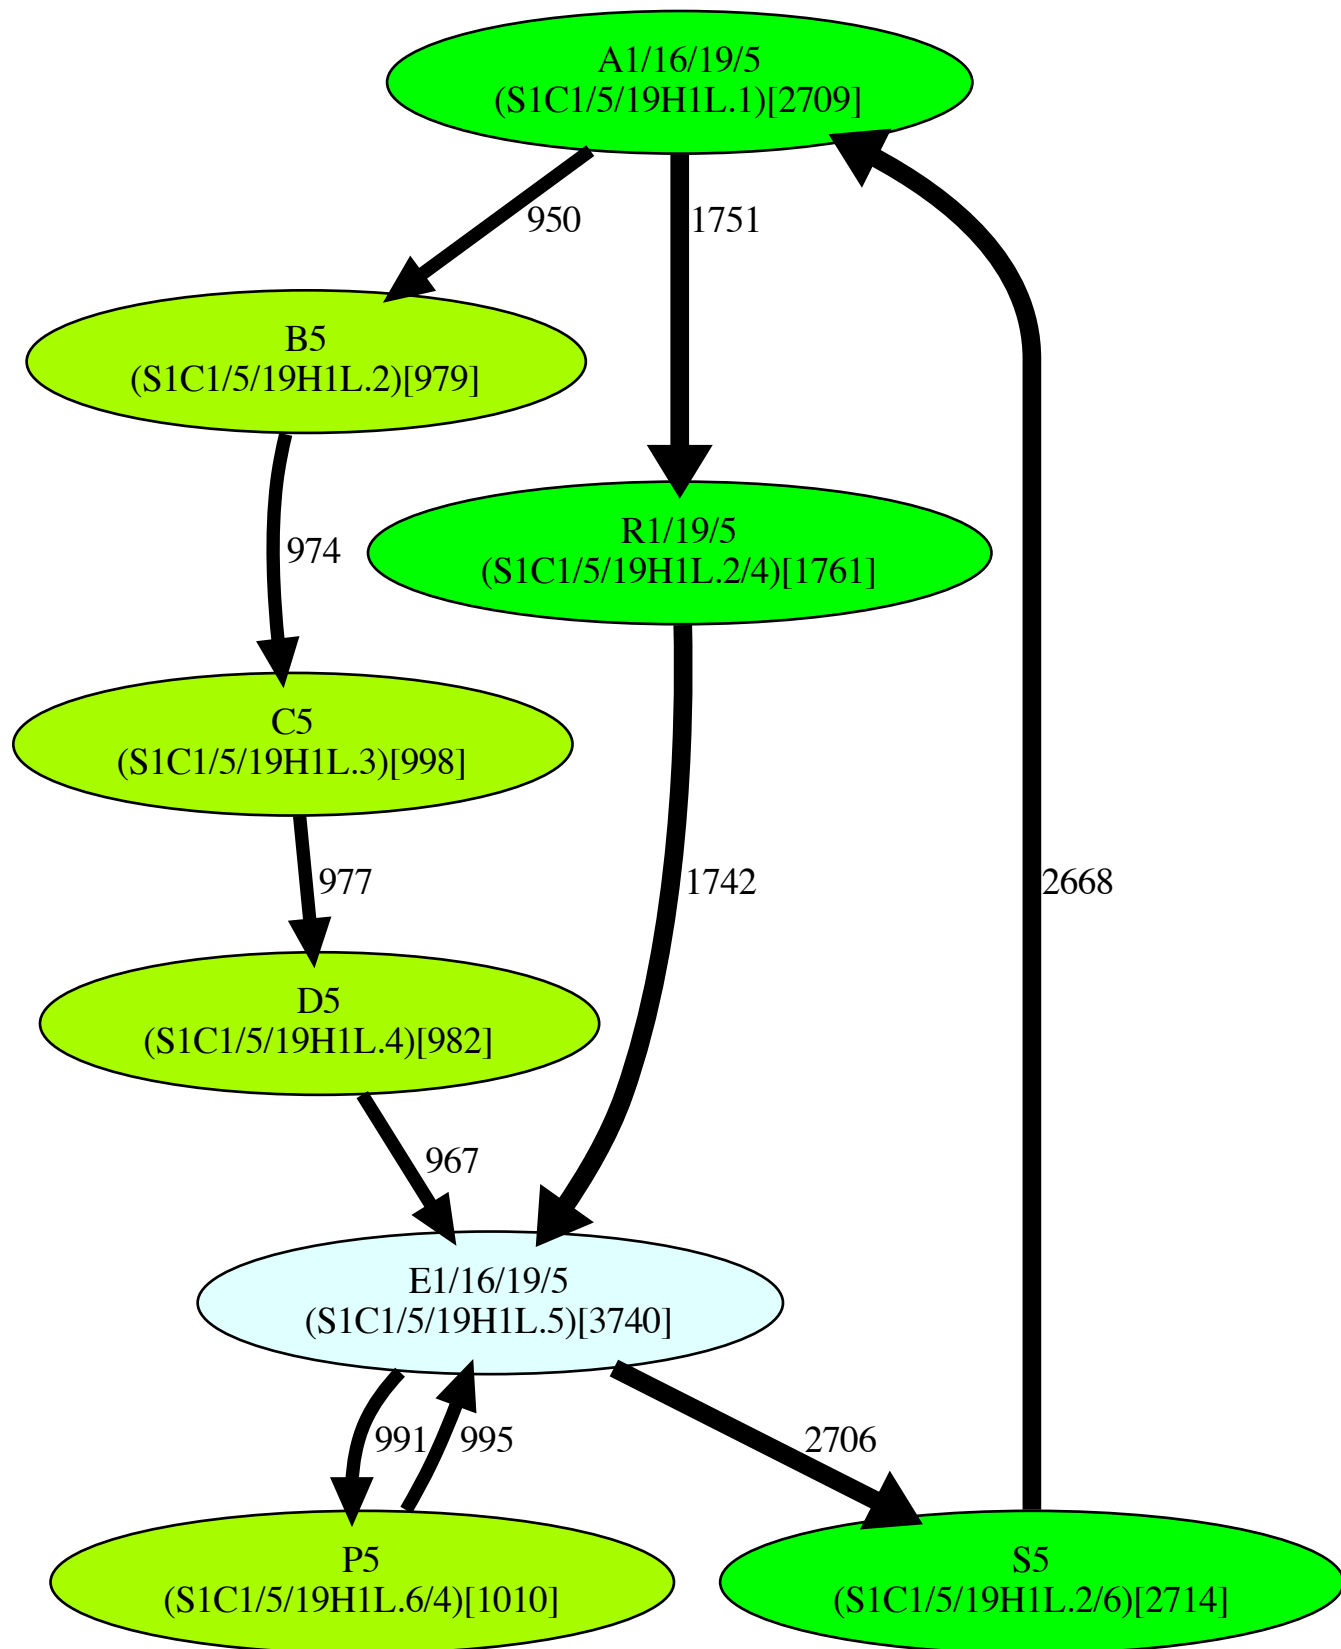 A1/16/19/5
(S1C1/5/19H1L.1)[2709]
950
1751
B5
(S1C1/5/19H1L.2)[979]
R1/19/5
(S1C1/5/19H1L.2/4)[1761]
974
C5
(S1C1/5/19H1L.3)[998]
977
1742
2668
D5
(S1C1/5/19H1L.4)[982]
967
E1/16/19/5
(S1C1/5/19H1L.5)[3740]
991
995
2706
P5
(S1C1/5/19H1L.6/4)[1010]
S5
(S1C1/5/19H1L.2/6)[2714]